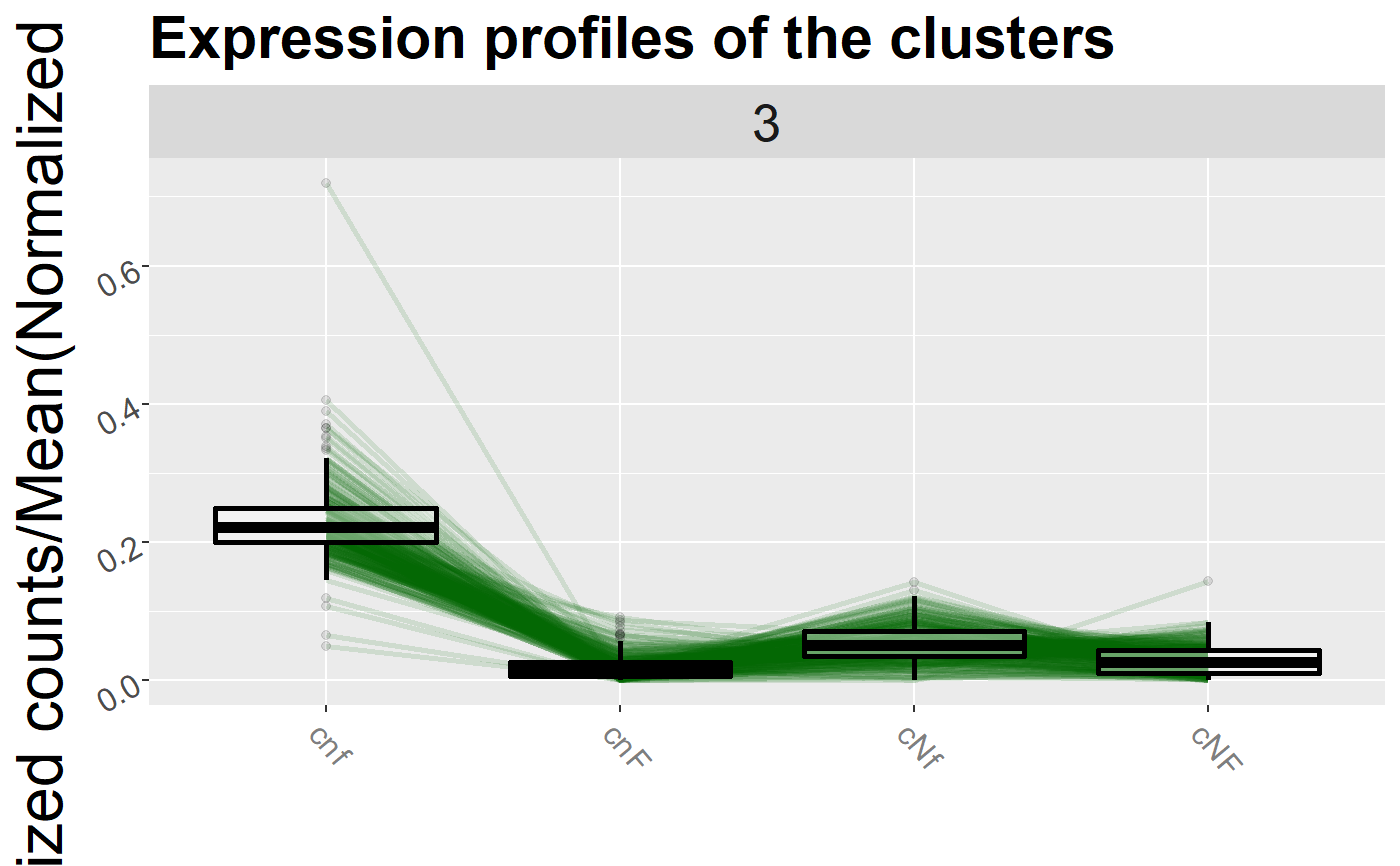 Expression profiles of the clusters
3
ized counts/Mean(Normalized
0.6
0.4
0.2
0.0
cnf
cnF
cNf
cNF